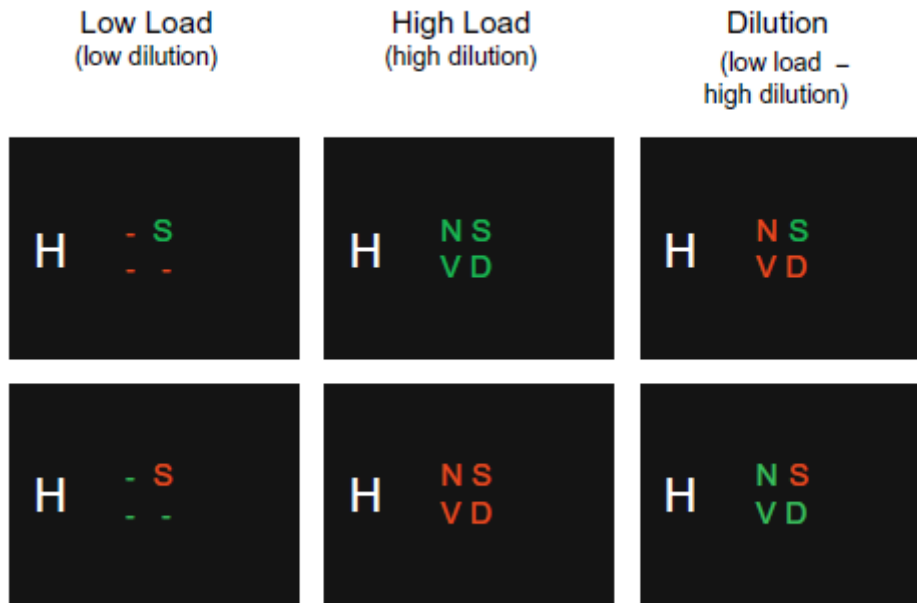 Low Load High Load Dilution
(low dilution) (high dilution) (low load –
high dilution)
H - S H N S H N S
- - V D V D
H - S H N S H N S
- - V D V D